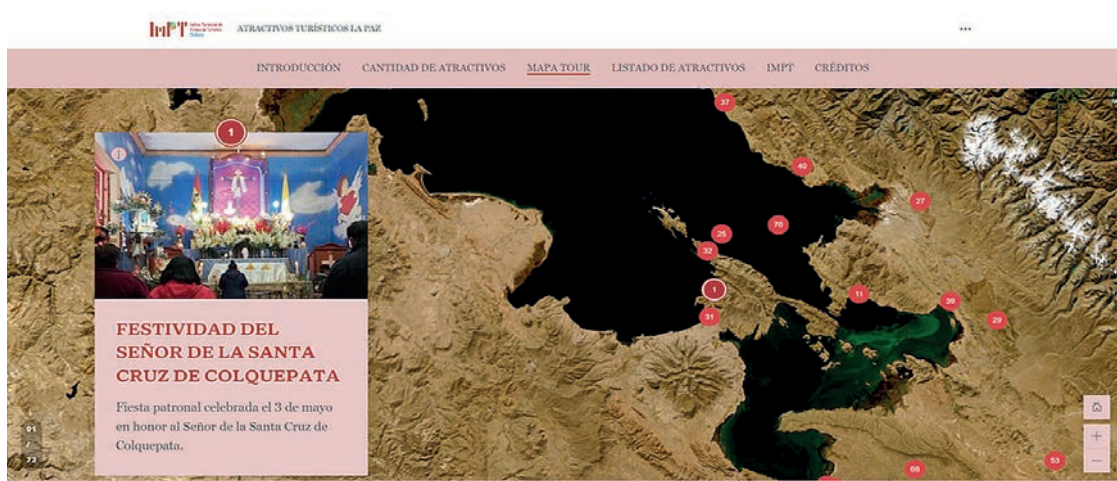 IMPT
ATRACTIVOS TURÍSTICOS LA PAZ
INTRODUCCIÓN CANTIDAD DE ATRACTIVOS MAPA TOUR LISTADO DE ATRACTIVOS IMPT CRÉDITOS
1
37
40
27
70
25
32
1
11
39
31
29
FESTIVIDAD DEL
SEÑOR DE LA SANTA
CRUZ DE COLQUEPATA
Fiesta patronal celebrada el 3 de mayo
en honor al Señor de la Santa Cruz de
Colquepata.
01
/
73
53
68